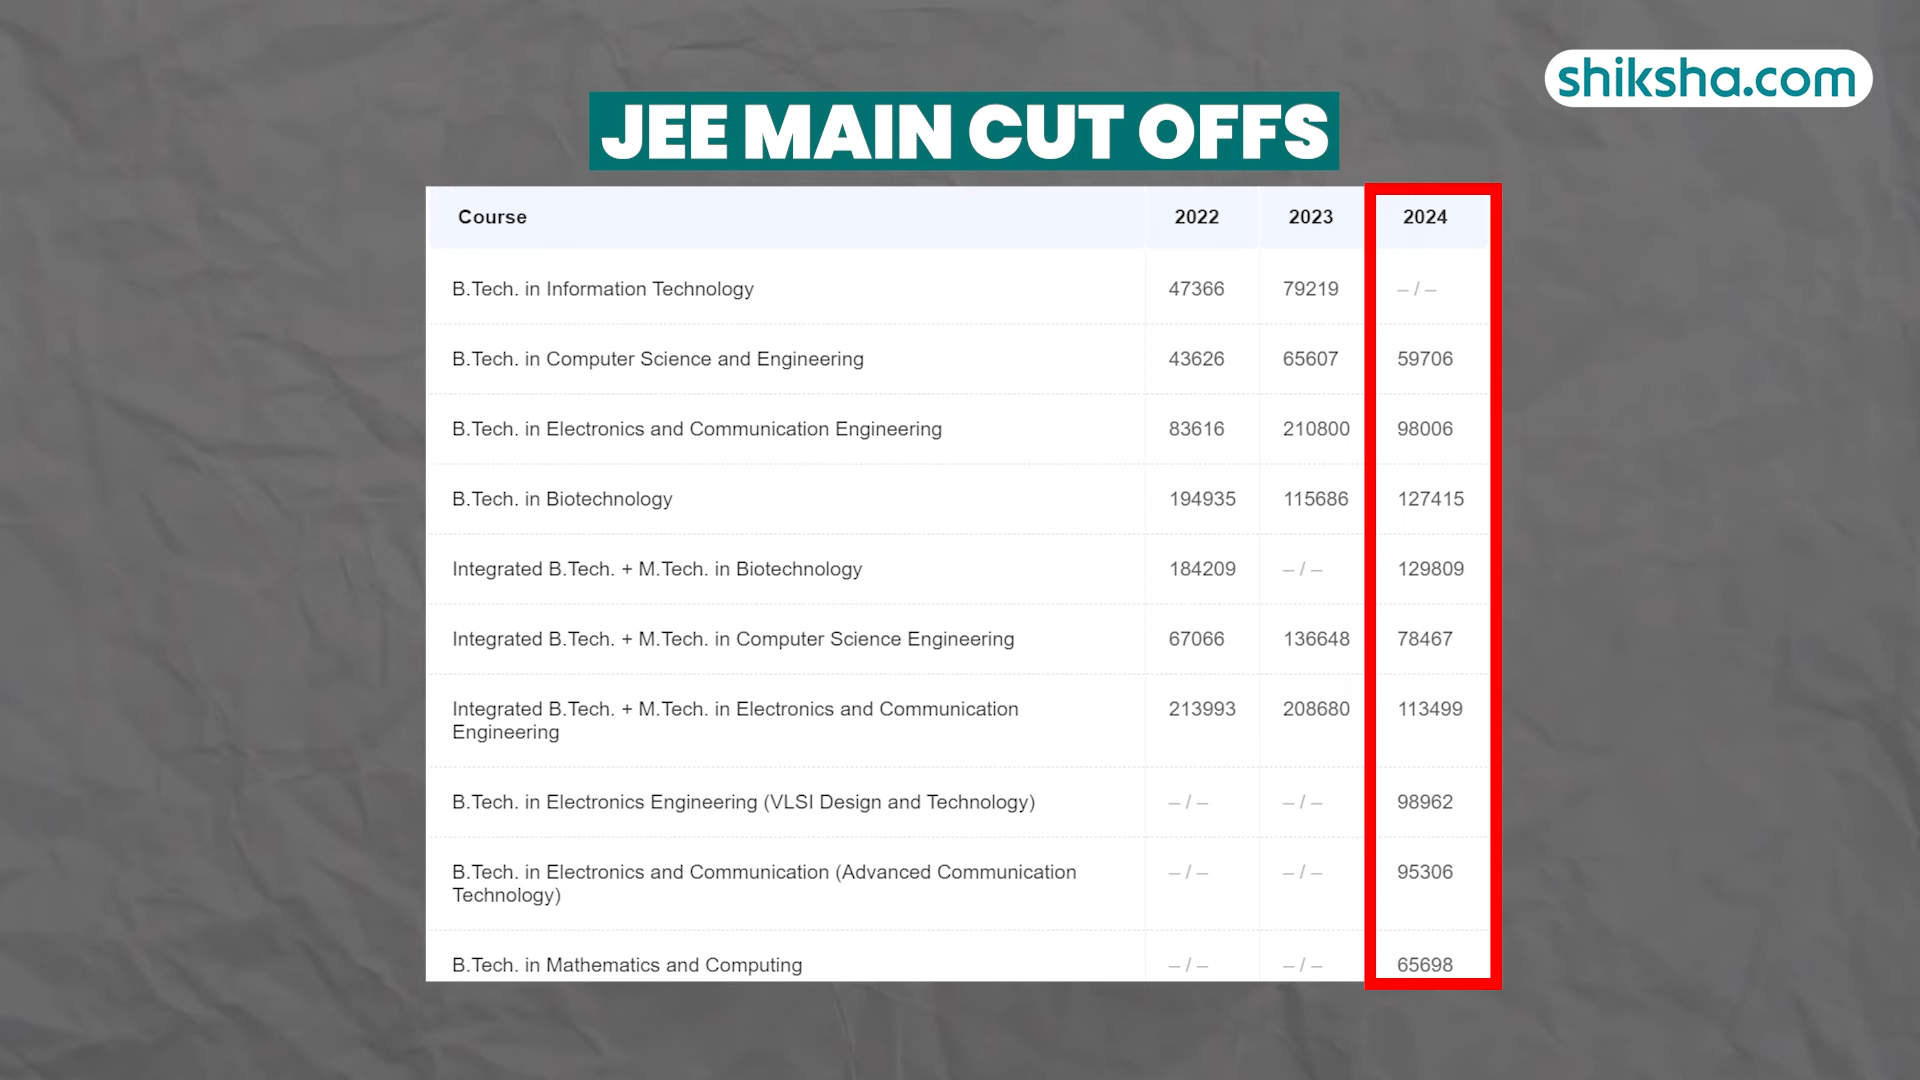 shiksha.com
JEE MAIN CUT OFFS
Course 2022 2023 2024
B.Tech. in Information Technology 47366 79219 – / –
B.Tech. in Computer Science and Engineering 43626 65607 59706
B.Tech. in Electronics and Communication Engineering 83616 210800 98006
B.Tech. in Biotechnology 194935 115686 127415
Integrated B.Tech. + M.Tech. in Biotechnology 184209 – / – 129809
Integrated B.Tech. + M.Tech. in Computer Science Engineering 67066 136648 78467
Integrated B.Tech. + M.Tech. in Electronics and Communication 213993 208680 113499
Engineering
B.Tech. in Electronics Engineering (VLSI Design and Technology) – / – – / – 98962
B.Tech. in Electronics and Communication (Advanced Communication – / – – / – 95306
Technology)
B.Tech. in Mathematics and Computing – / – – / – 65698